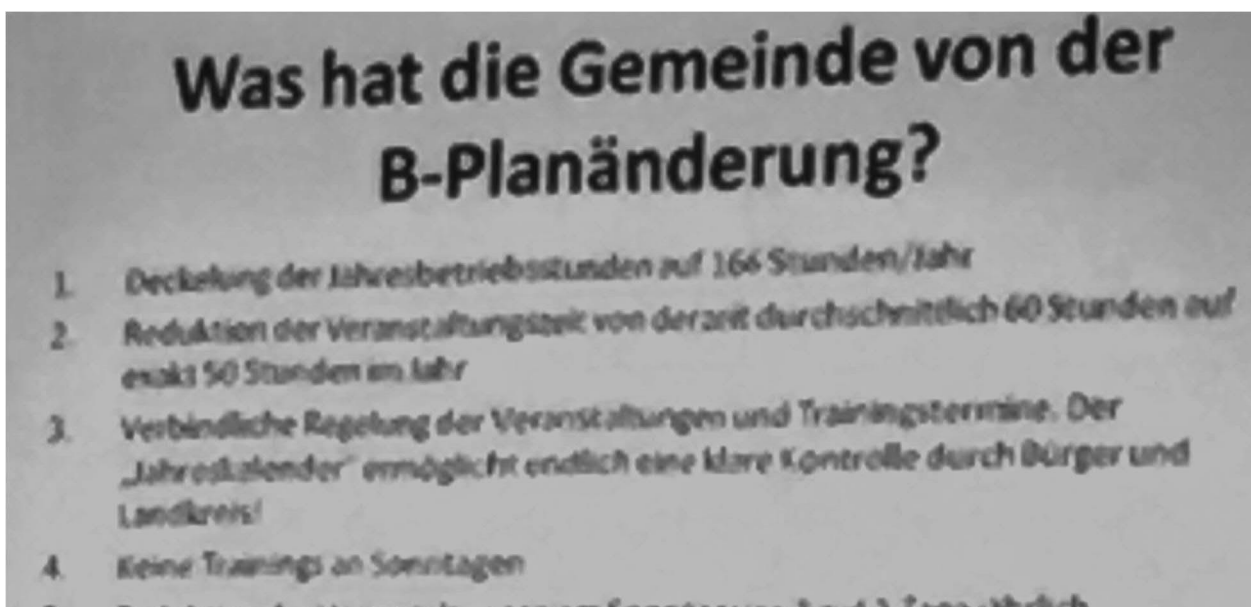 Was hat die Gemeinde von der
B-Planänderung?
1. Deckelung der Jahresbetriebsstunden auf 166 Stunden/Jahr
2. Reduktion der Veranstaltungszeit von derzeit durchschnittlich 60 Stunden auf
exakt 50 Stunden im Jahr
3. Verbindliche Regelung der Veranstaltungen und Trainingstermine. Der
„Jahreskalender“ ermöglicht endlich eine klare Kontrolle durch Bürger und
Landkreis!
4. Keine Trainings an Sonntagen